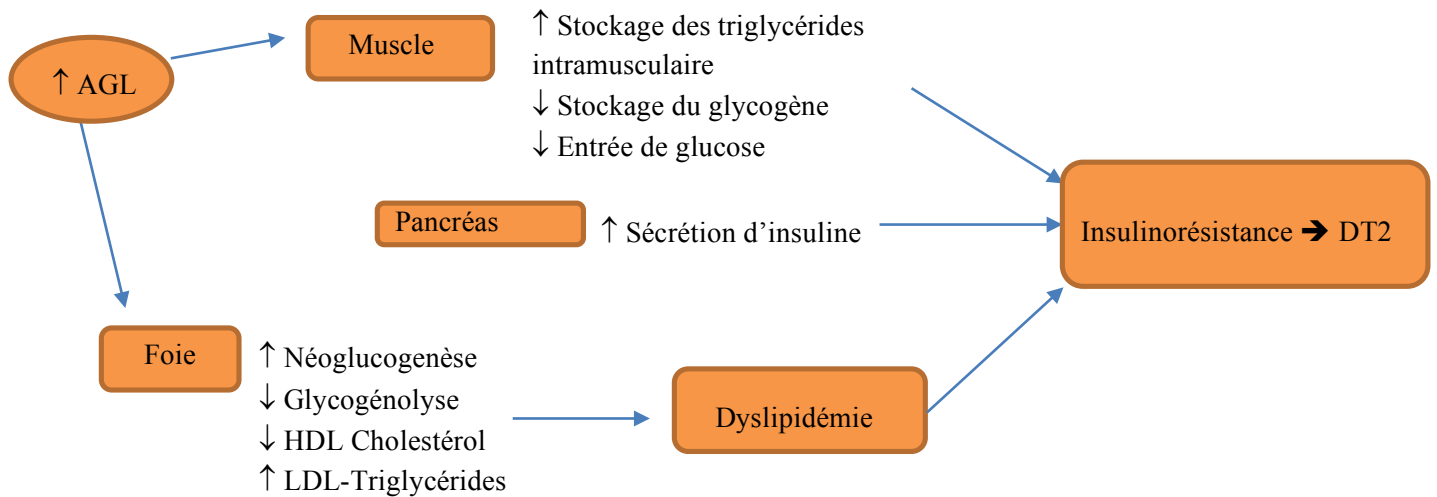 ↑ AGL
Muscle
↑ Stockage des triglycérides
intramusculaire
↓ Stockage du glycogène
↓ Entrée de glucose
Pancréas
↑ Sécrétion d’insuline
Insulinorésistance ➔ DT2
Foie
↑ Néoglucogenèse
↓ Glycogénolyse
↓ HDL Cholestérol
↑ LDL-Triglycérides
Dyslipidémie